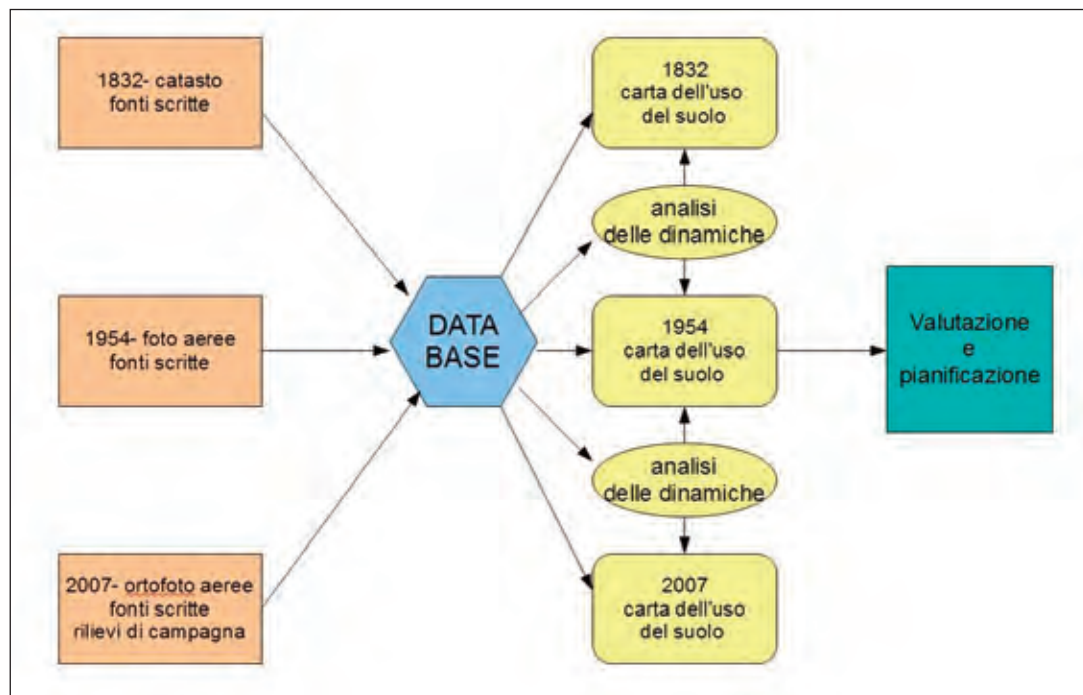 1832- catasto
fonti scritte
1954- foto aeree
fonti scritte
2007- ortofoto aeree
fonti scritte
rilievi di campagna
DATA
BASE
1832
carta dell'uso
del suolo
analisi
delle dinamiche
1954
carta dell'uso
del suolo
analisi
delle dinamiche
2007
carta dell'uso
del suolo
Valutazione
e
pianificazione